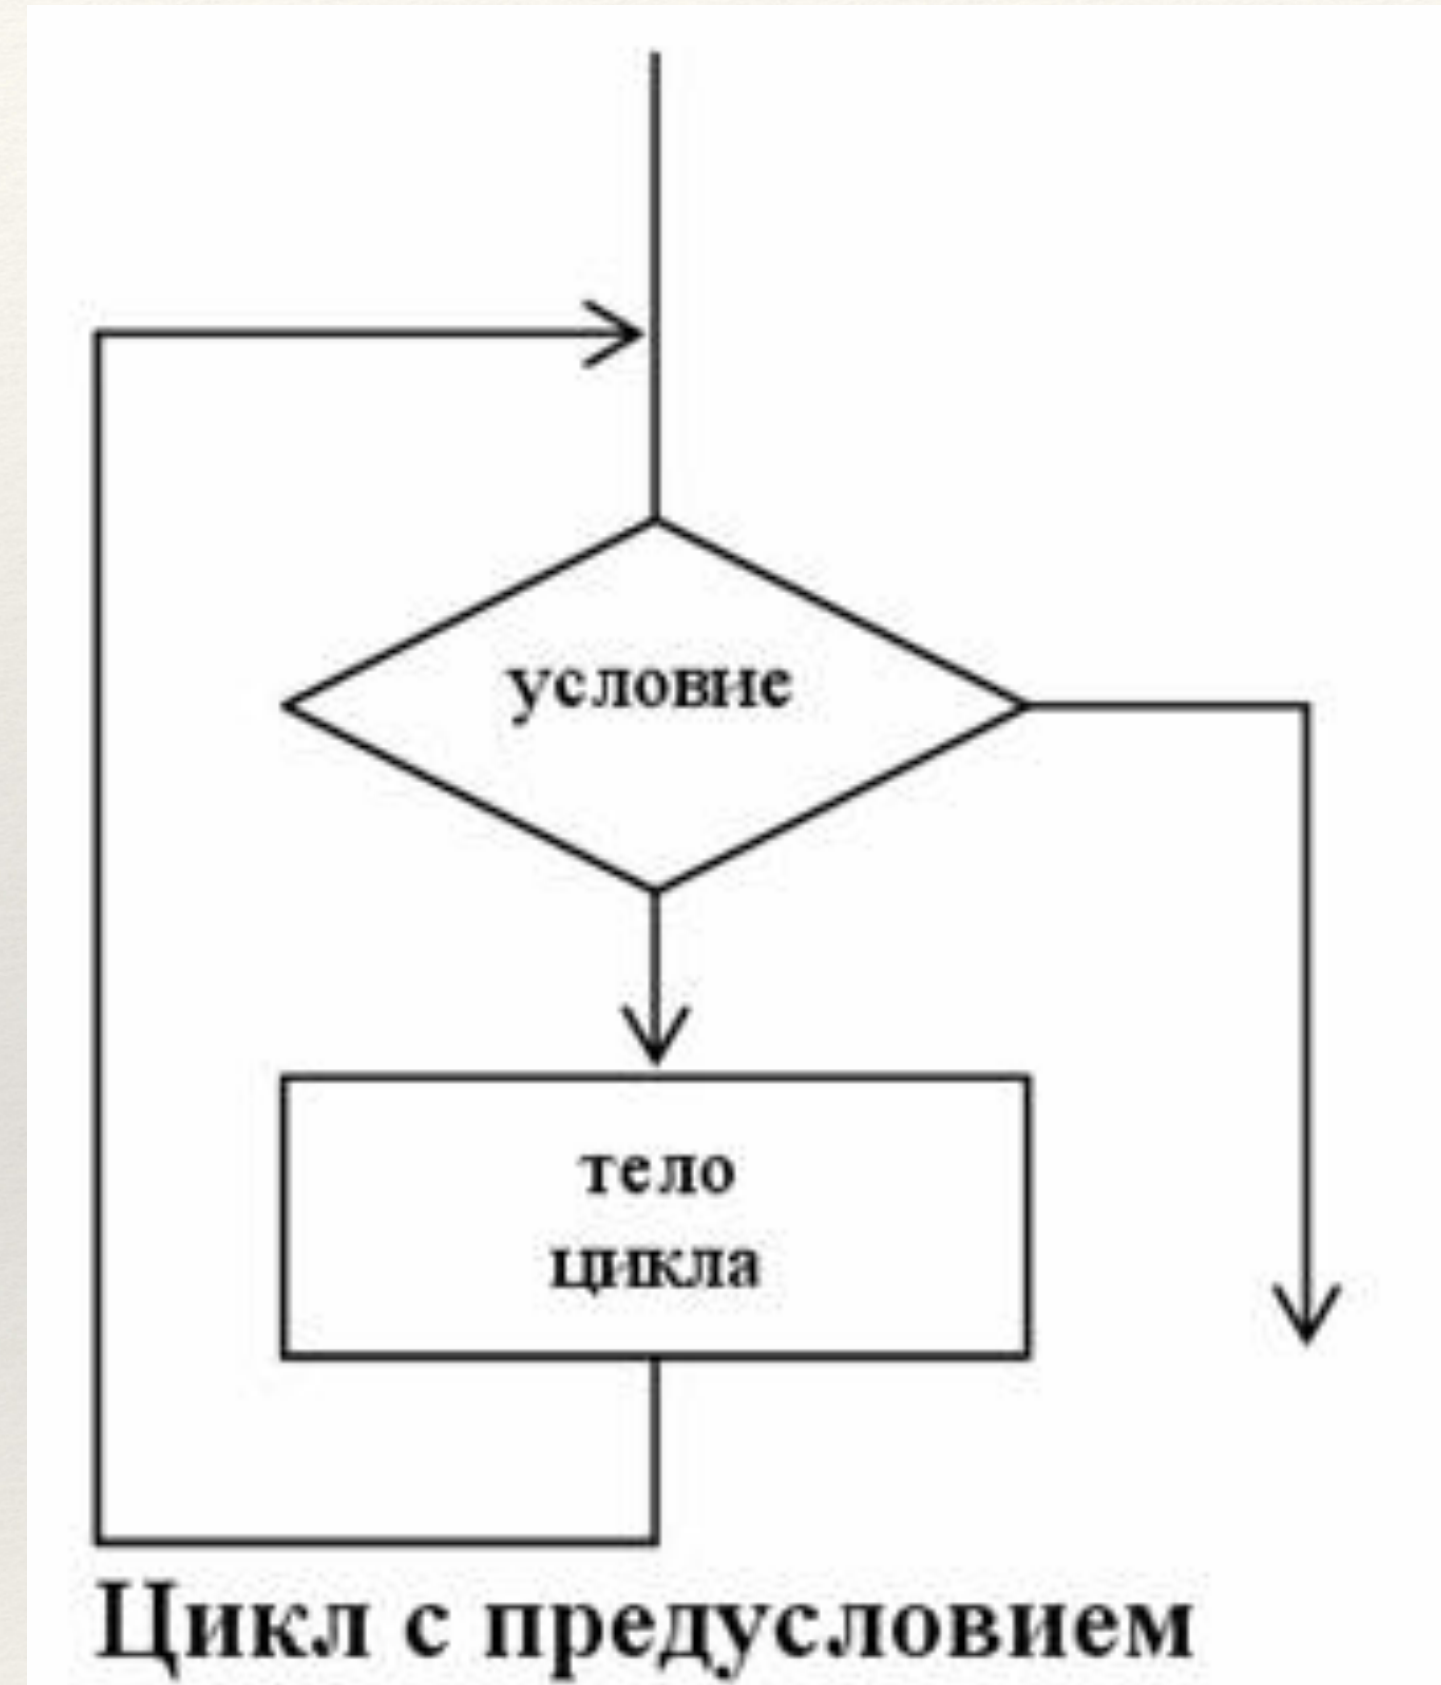 условие
тело
цикла
Цикл с предусловием